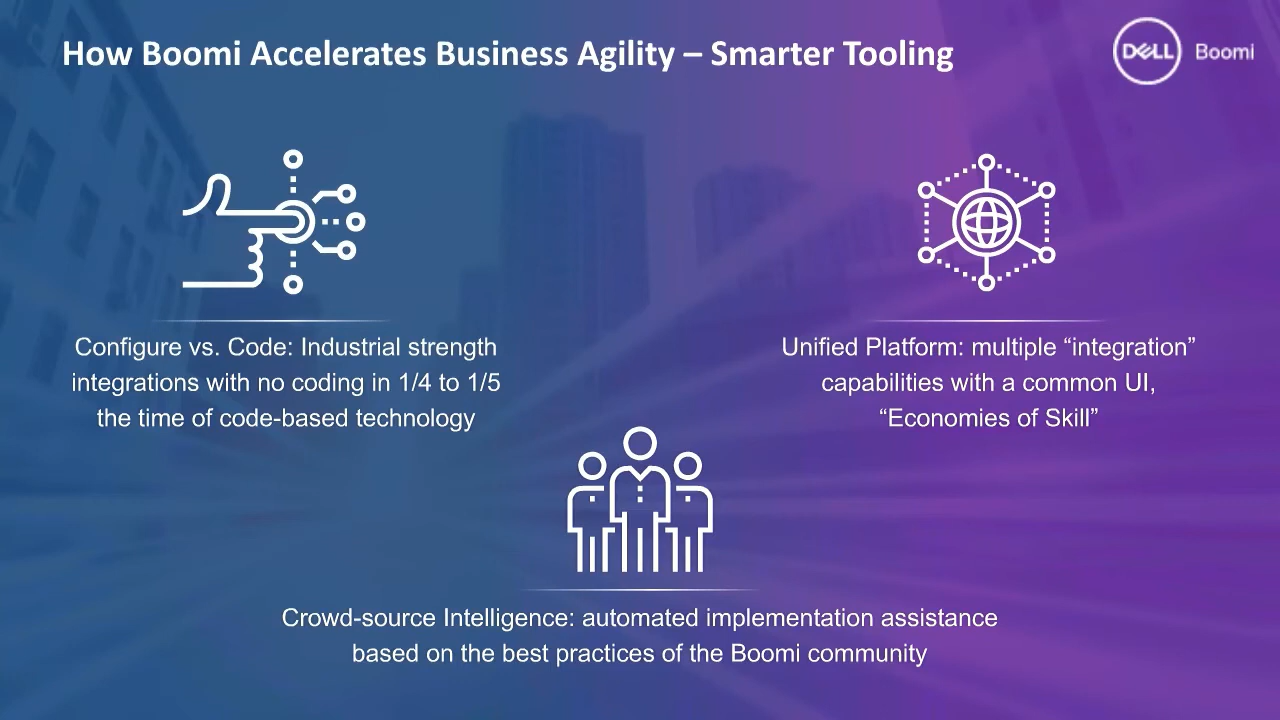 How Boomi Accelerates Business Agility – Smarter Tooling
DELL Boomi
Configure vs. Code: Industrial strength
integrations with no coding in 1/4 to 1/5
the time of code-based technology
Unified Platform: multiple “integration”
capabilities with a common UI,
“Economies of Skill”
Crowd-source Intelligence: automated implementation assistance
based on the best practices of the Boomi community